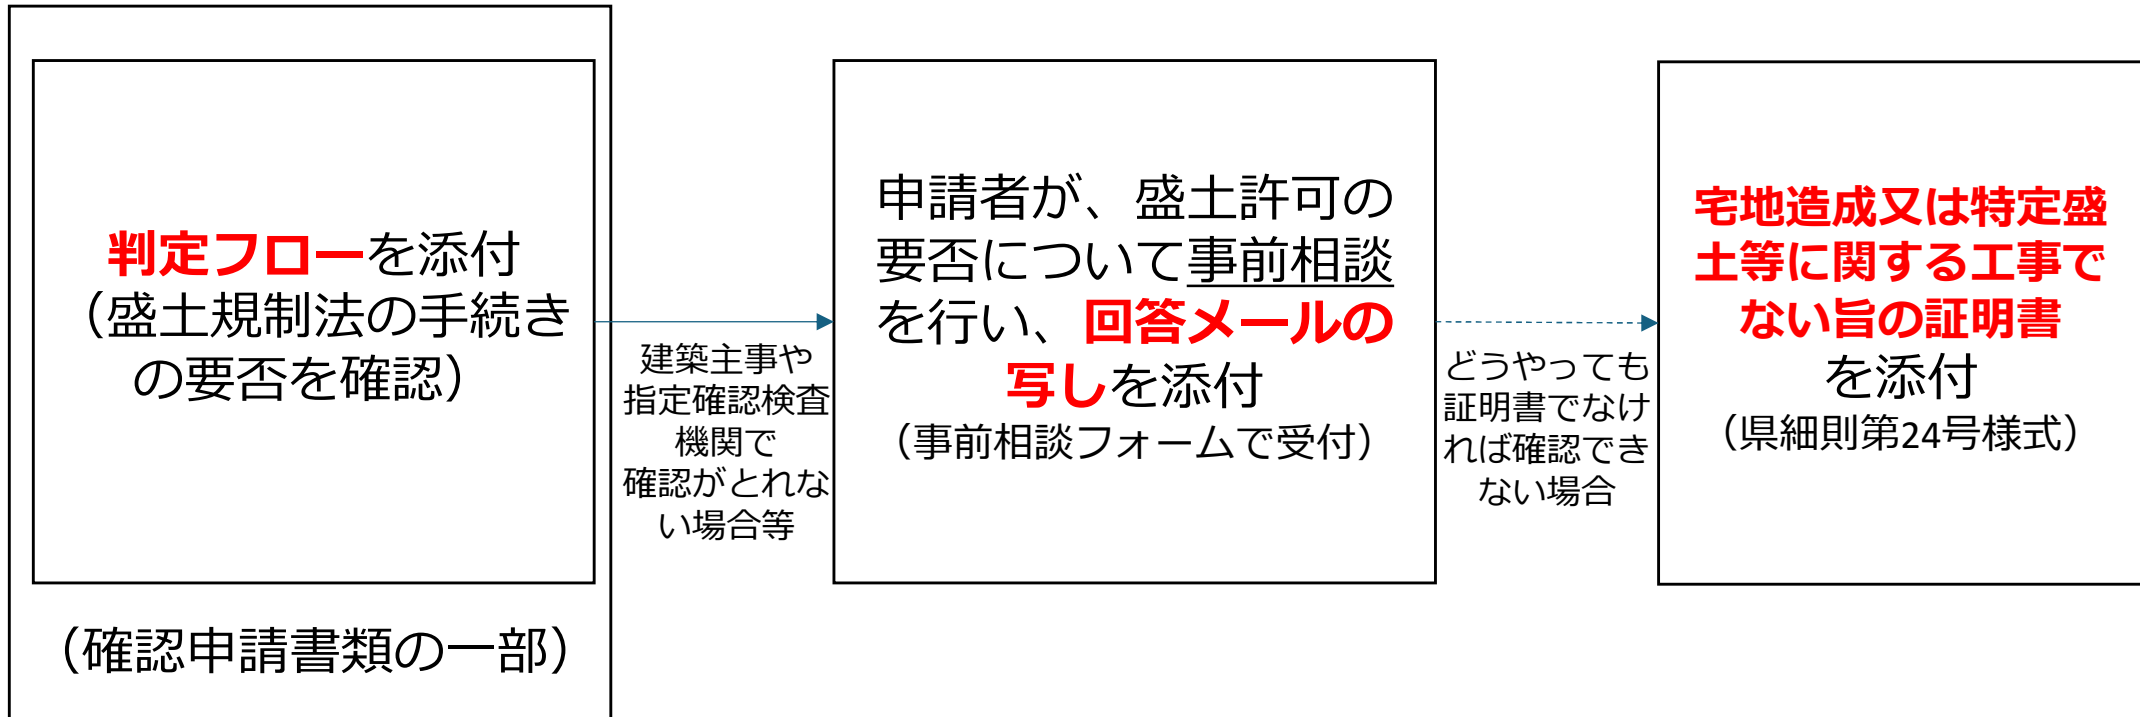 判定フローを添付
（盛土規制法の手続き
の要否を確認）
（確認申請書類の一部）
建築主事や
指定確認検査
機関で
確認がとれな
い場合等
申請者が、盛土許可の
要否について事前相談
を行い、回答メールの
写しを添付
（事前相談フォームで受付）
どうやっても
証明書でなけ
れば確認でき
ない場合
宅地造成又は特定盛
土等に関する工事で
ない旨の証明書
を添付
（県細則第24号様式）